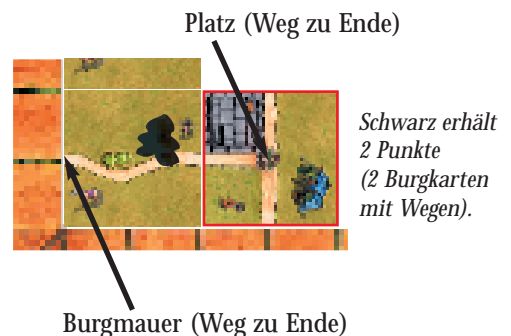 Platz (Weg zu Ende)
Schwarz erhält
2 Punkte
(2 Burgkarten
mit Wegen).
Burgmauer (Weg zu Ende)